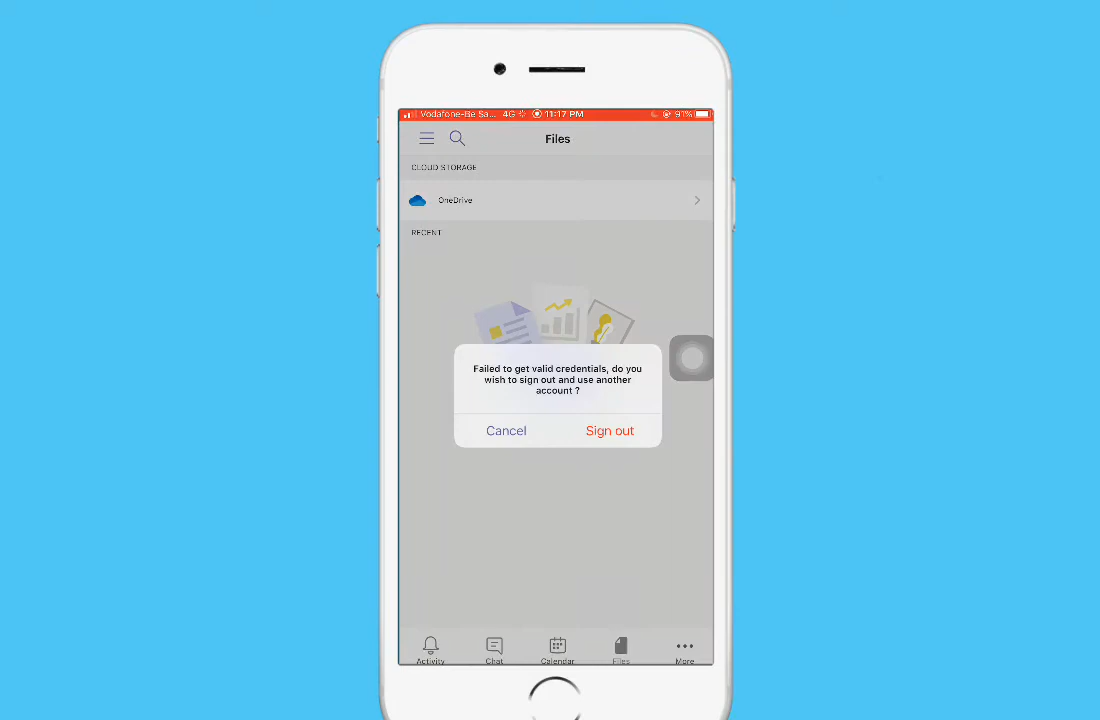 Vodafone-Be Sa... 4G 11:17 PM 91%
Files
CLOUD STORAGE
OneDrive
RECENT
Failed to get valid credentials, do you
wish to sign out and use another
account ?
Cancel Sign out
Activity Chat Calendar Files More